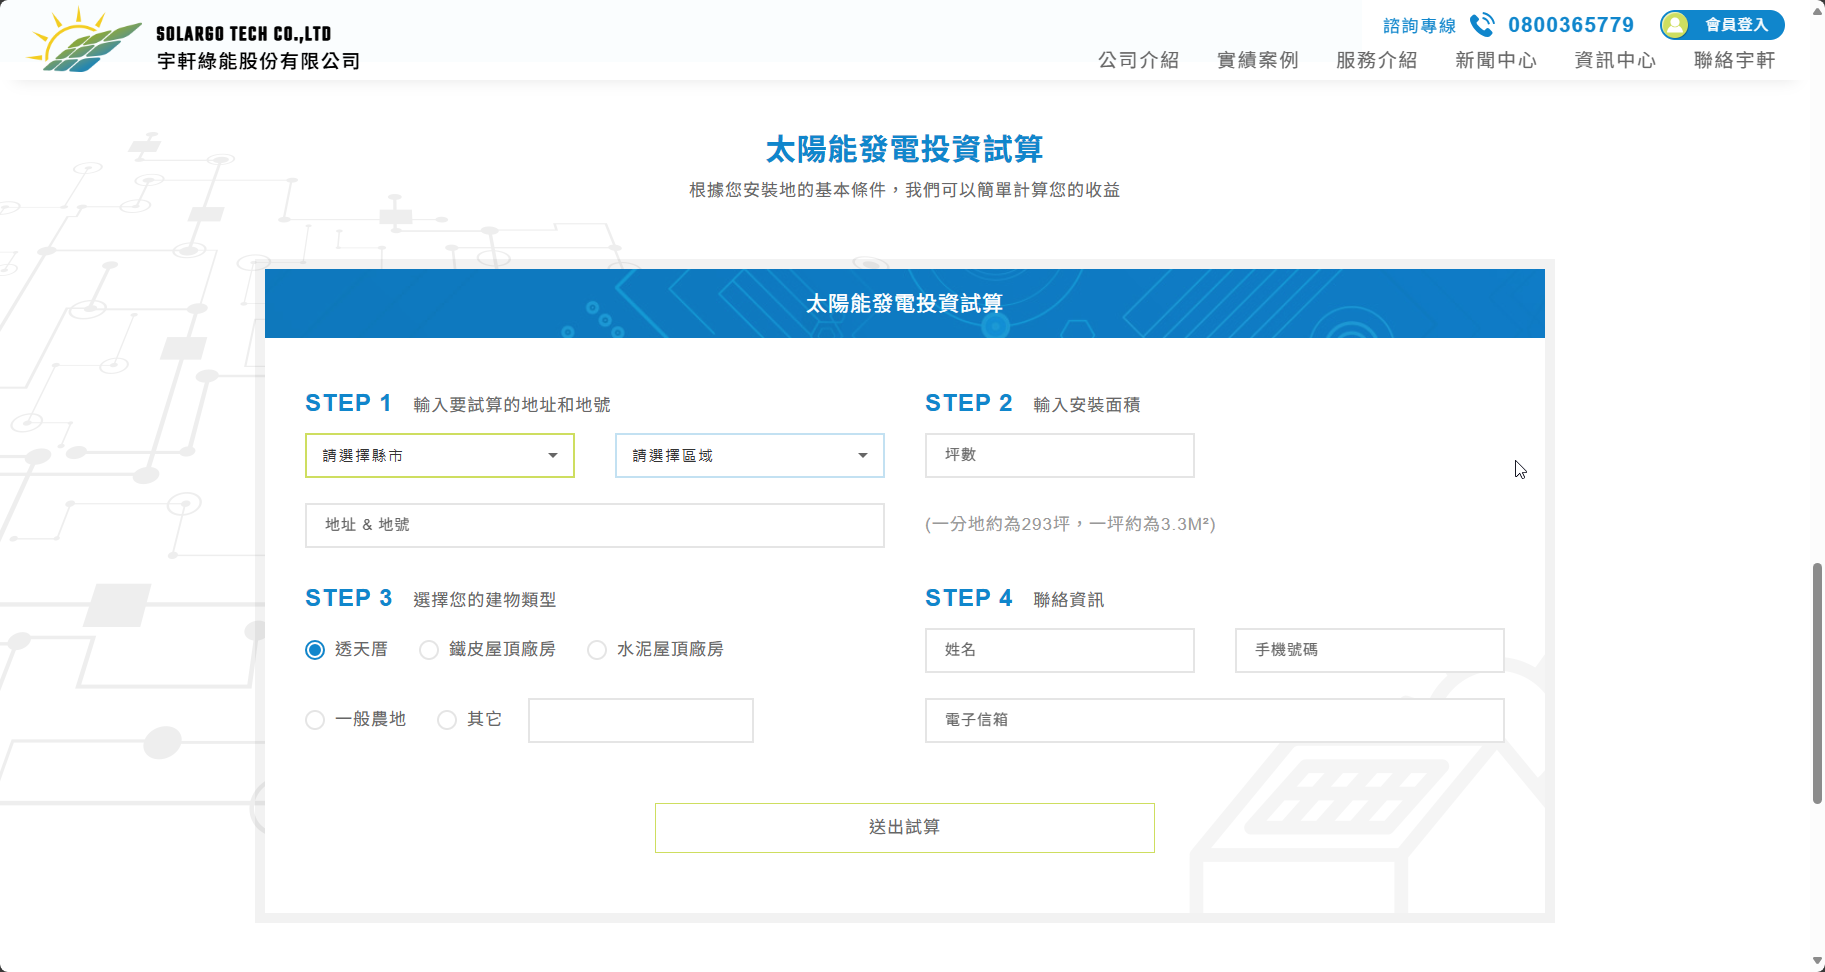 SOLARGO TECH CO.,LTD
宇軒綠能股份有限公司
諮詢專線 0800365779 會員登入
公司介紹 實績案例 服務介紹 新聞中心 資訊中心 聯絡宇軒
太陽能發電投資試算
根據您安裝地的基本條件，我們可以簡單計算您的收益
太陽能發電投資試算
STEP 1 輸入要試算的地址和地號
請選擇縣市 請選擇區域
地址 & 地號
STEP 2 輸入安裝面積
坪數
(一分地約為293坪，一坪約為3.3M²)
STEP 3 選擇您的建物類型
透天厝 鐵皮屋頂廠房 水泥屋頂廠房
一般農地 其它
STEP 4 聯絡資訊
姓名 手機號碼
電子信箱
送出試算